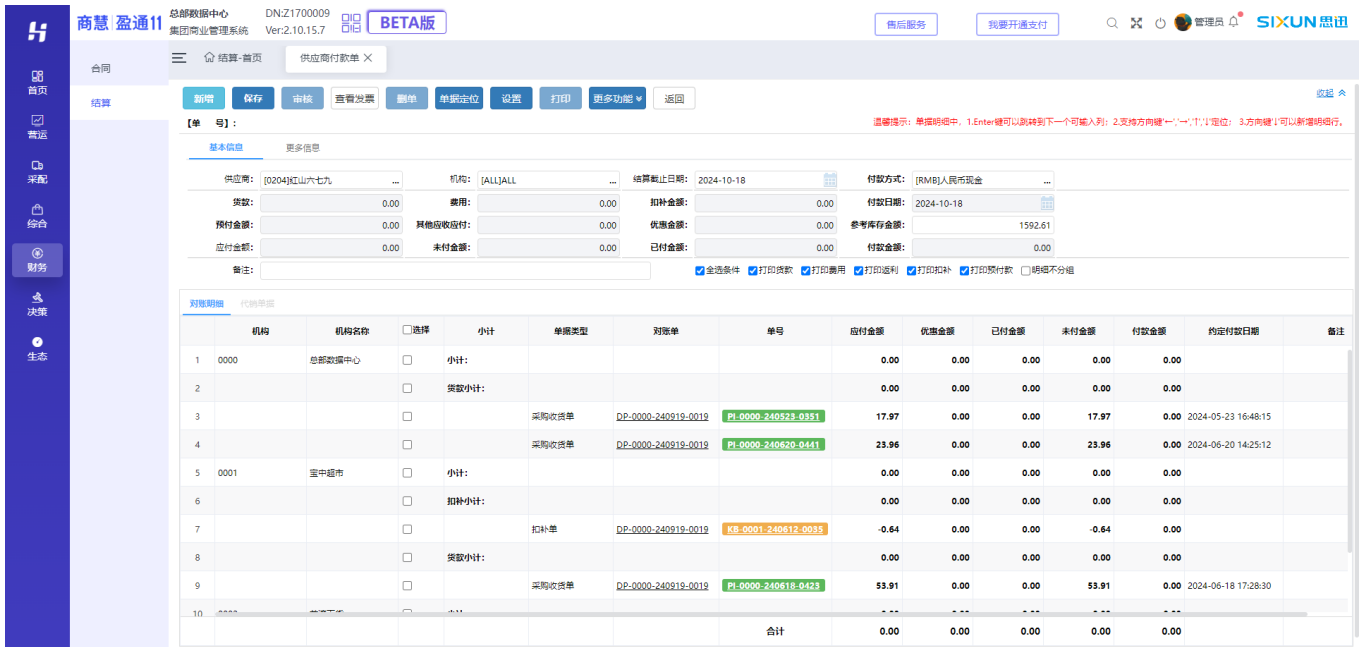 商慧 盈通11 总部数据中心 DN:Z1700009 BETA版 售后服务 我要开通支付 管理员 SIXUN思迅
集团商业管理系统 Ver:2.10.15.7
首页
营运
采配
综合
财务
决策
生态
合同
结算
结算-首页 供应商付款单
新增 保存 审核 查看发票 删单 单据定位 设置 打印 更多功能 返回 收起
【单 号】: 温馨提示: 单据明细中, 1.Enter键可以跳转到下一个可输入列; 2.支持方向键'←','→','↑','↓'定位; 3.方向键'↓'可以新增明细行。
基本信息 更多信息
供应商: [0204]红山六七九 ... 机构: [ALL]ALL ... 结算截止日期: 2024-10-18 付款方式: [RMB]人民币现金 ...
货款: 0.00 费用: 0.00 扣补金额: 0.00 付款日期: 2024-10-18
预付金额: 0.00 其他应收应付: 0.00 优惠金额: 0.00 参考库存金额: 1592.61
应付金额: 0.00 未付金额: 0.00 已付金额: 0.00 付款金额: 0.00
备注: 全选条件 打印货款 打印费用 打印返利 打印扣补 打印预付款 明细不分组
对账明细 代销单据
机构 机构名称 选择 小计 单据类型 对账单 单号 应付金额 优惠金额 已付金额 未付金额 付款金额 约定付款日期 备注
1 0000 总部数据中心 小计: 0.00 0.00 0.00 0.00 0.00
2 货款小计: 0.00 0.00 0.00 0.00 0.00
3 采购收货单 DP-0000-240919-0019 PI-0000-240523-0351 17.97 0.00 0.00 17.97 0.00 2024-05-23 16:48:15
4 采购收货单 DP-0000-240919-0019 PI-0000-240620-0441 23.96 0.00 0.00 23.96 0.00 2024-06-20 14:25:12
5 0001 宝中超市 小计: 0.00 0.00 0.00 0.00 0.00
6 扣补小计: 0.00 0.00 0.00 0.00 0.00
7 扣补单 DP-0000-240919-0019 KB-0001-240612-0035 -0.64 0.00 0.00 -0.64 0.00
8 货款小计: 0.00 0.00 0.00 0.00 0.00
9 采购收货单 DP-0000-240919-0019 PI-0000-240618-0423 53.91 0.00 0.00 53.91 0.00 2024-06-18 17:28:30
10
合计 0.00 0.00 0.00 0.00 0.00